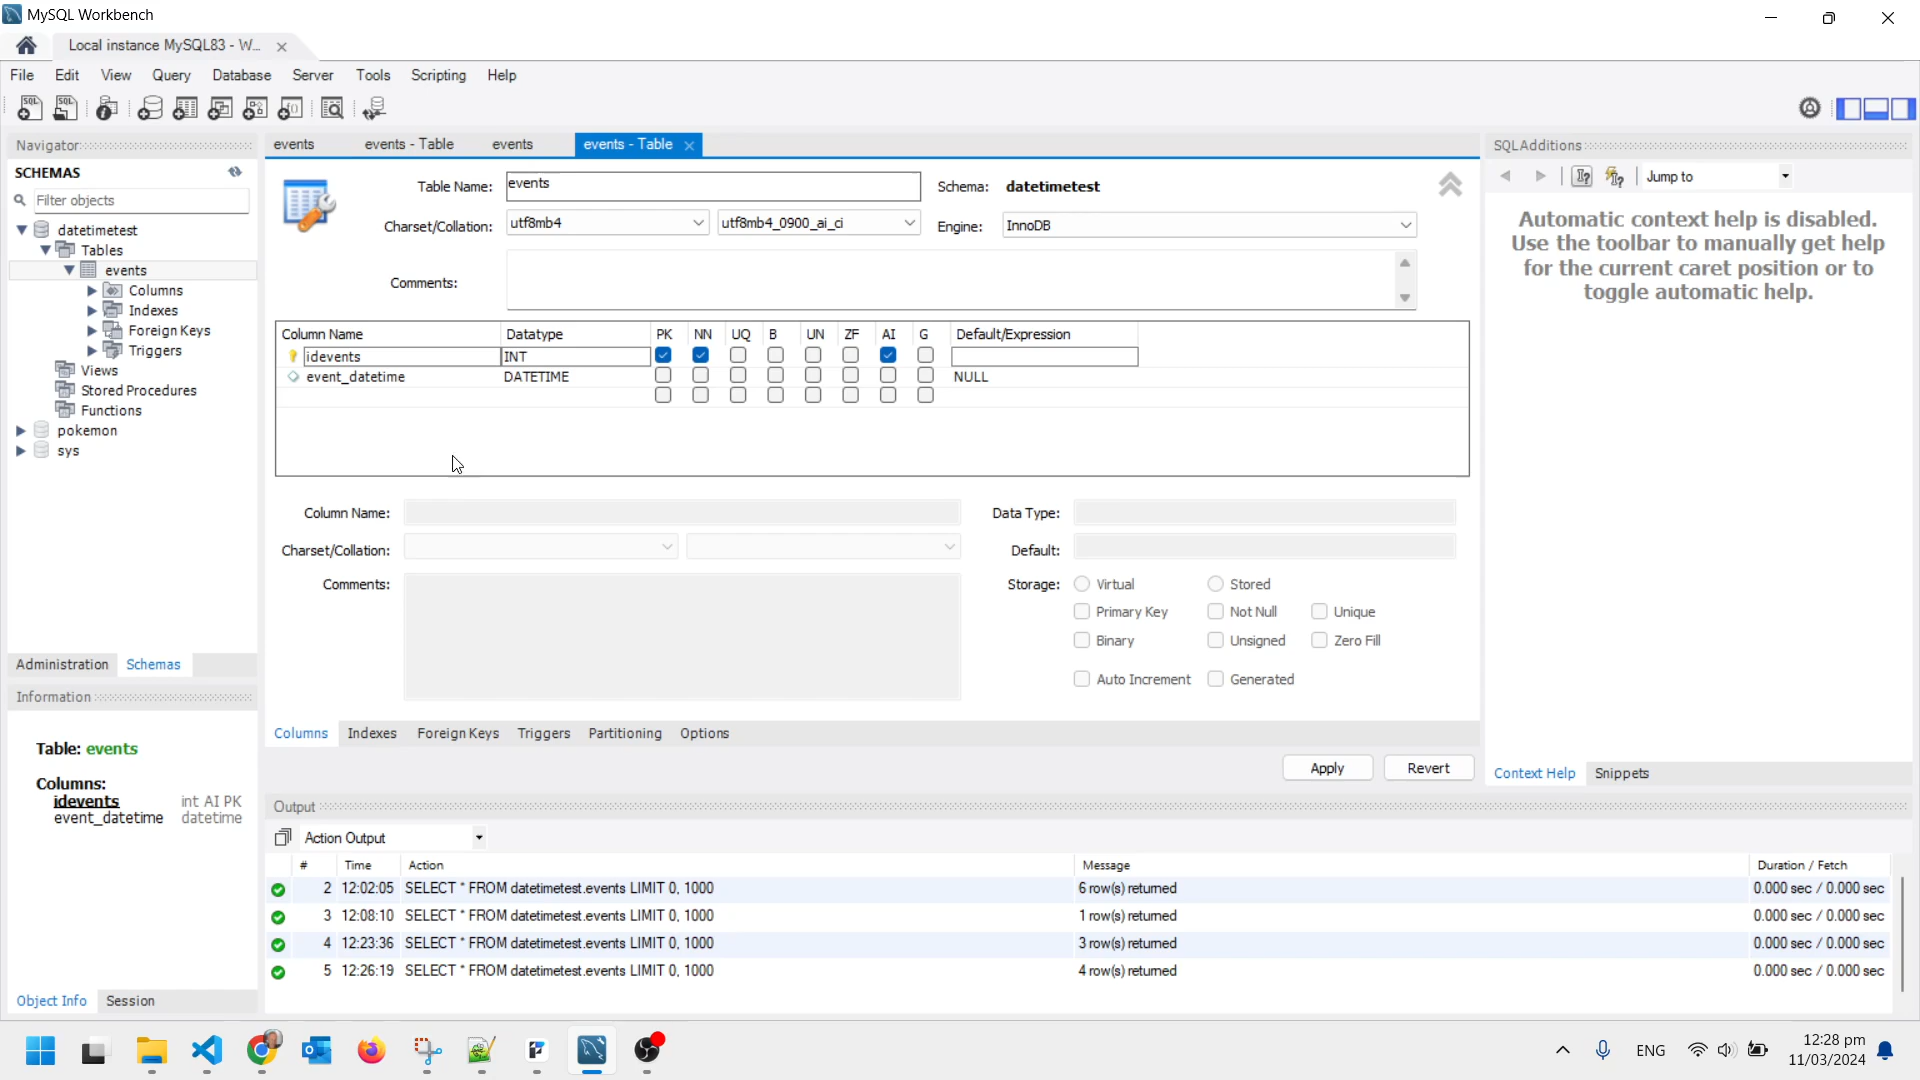 MySQL Workbench
Local instance MySQL83 - W...
File Edit View Query Database Server Tools Scripting Help
Navigator
SCHEMAS
Filter objects
datetimetest
Tables
events
Columns
Indexes
Foreign Keys
Triggers
Views
Stored Procedures
Functions
pokemon
sys
Administration Schemas
Information
Table: events
Columns:
idevents int AI PK
event_datetime datetime
Object Info Session
events events - Table events events - Table
Table Name: events Schema: datetimetest
Charset/Collation: utf8mb4 utf8mb4_0900_ai_ci Engine: InnoDB
Comments:
Column Name Datatype PK NN UQ B UN ZF AI G Default/Expression
idevents INT
event_datetime DATETIME NULL
Column Name: Data Type:
Charset/Collation: Default:
Comments: Storage: Virtual Stored
Primary Key Not Null Unique
Binary Unsigned Zero Fill
Auto Increment Generated
Columns Indexes Foreign Keys Triggers Partitioning Options
Apply Revert
SQLAdditions
Jump to
Automatic context help is disabled.
Use the toolbar to manually get help
for the current caret position or to
toggle automatic help.
Context Help Snippets
Output
Action Output
# Time Action Message Duration / Fetch
2 12:02:05 SELECT * FROM datetimetest.events LIMIT 0, 1000 6 row(s) returned 0.000 sec / 0.000 sec
3 12:08:10 SELECT * FROM datetimetest.events LIMIT 0, 1000 1 row(s) returned 0.000 sec / 0.000 sec
4 12:23:36 SELECT * FROM datetimetest.events LIMIT 0, 1000 3 row(s) returned 0.000 sec / 0.000 sec
5 12:26:19 SELECT * FROM datetimetest.events LIMIT 0, 1000 4 row(s) returned 0.000 sec / 0.000 sec
ENG
12:28 pm
11/03/2024